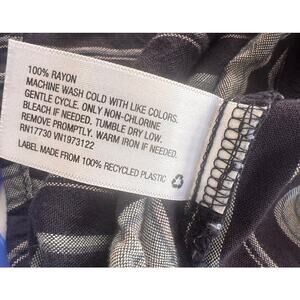 100% RAYON
MACHINE WASH COLD WITH LIKE COLORS.
GENTLE CYCLE. ONLY NON-CHLORINE
BLEACH IF NEEDED. TUMBLE DRY LOW.
REMOVE PROMPTLY. WARM IRON IF NEEDED.
RN17730 VN1973122
LABEL MADE FROM 100% RECYCLED PLASTIC